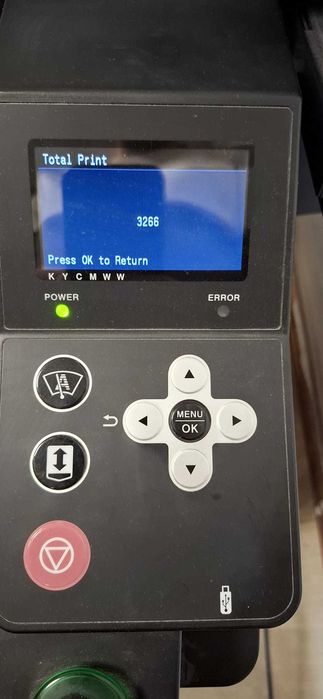 Total Print
3266
Press OK to Return
K Y C M W W
POWER
ERROR
MENU
OK